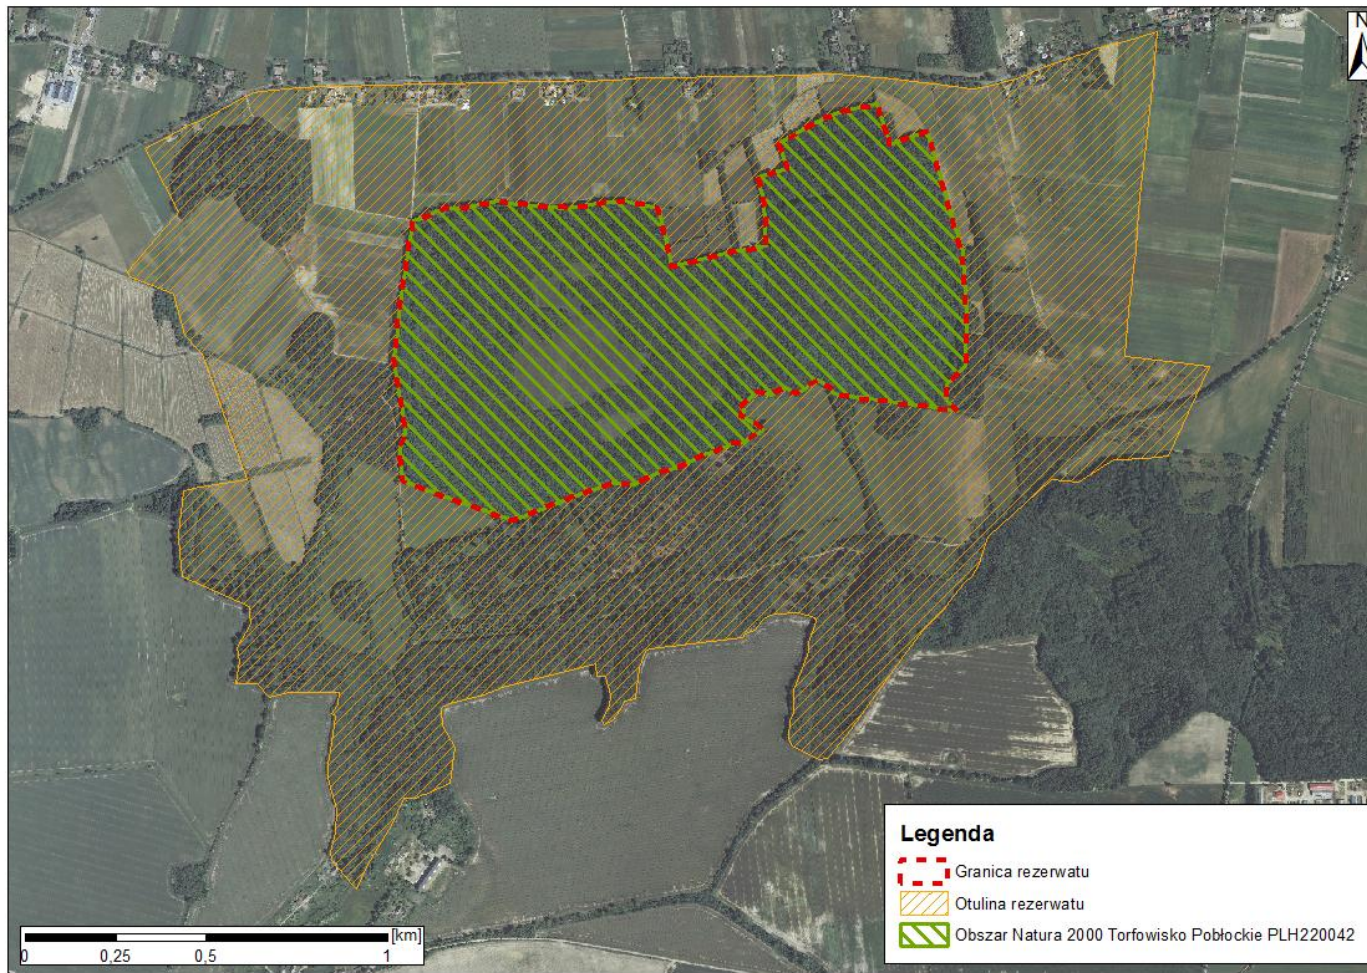 N
Legenda
Granica rezerwatu
Otulina rezerwatu
Obszar Natura 2000 Torfowisko Pobłockie PLH220042
[km]
0 0,25 0,5 1